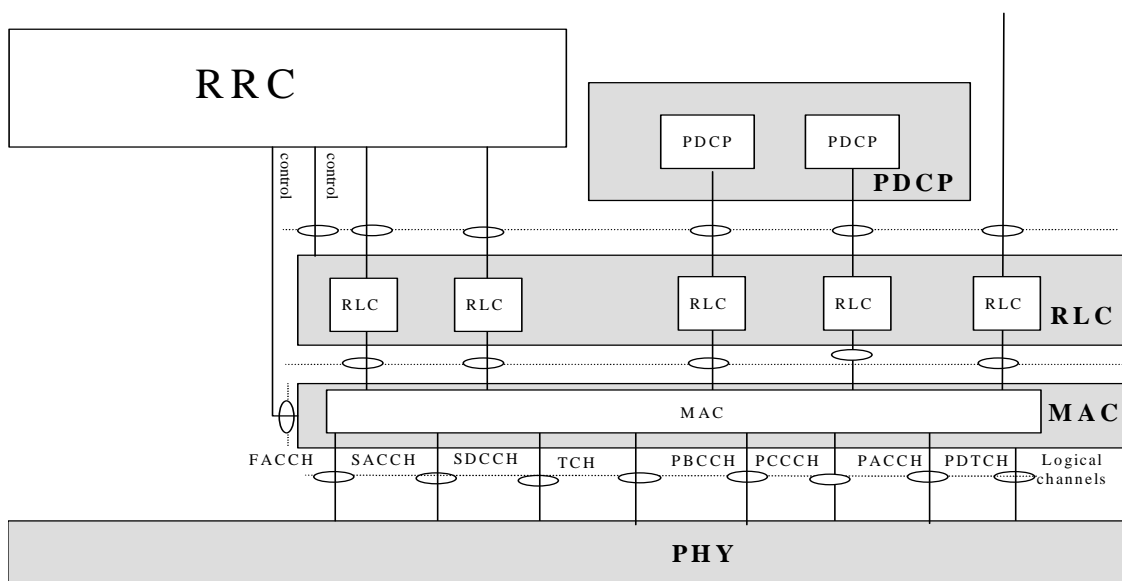 RRC
PDCP
PDCP
PDCP
control
control
RLC
RLC
RLC
RLC
RLC
RLC
MAC
MAC
FACCH
SACCH
SDCCH
TCH
PBCCH
PCCCH
PACCH
PDTCH
Logical
channels
PHY